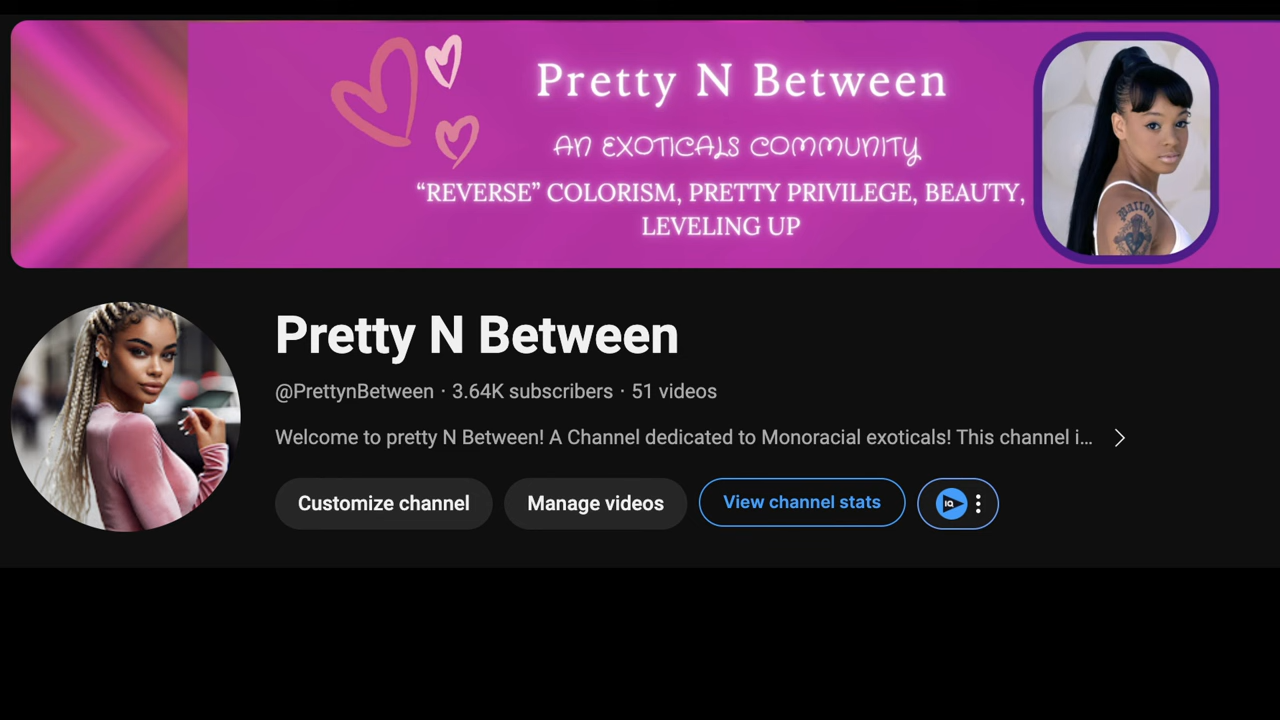 Pretty N Between
AN EXOTICALS COMMUNITY
“REVERSE” COLORISM, PRETTY PRIVILEGE, BEAUTY,
LEVELING UP
Warren
Pretty N Between
@PrettynBetween · 3.64K subscribers · 51 videos
Welcome to pretty N Between! A Channel dedicated to Monoracial exoticals! This channel i...
Customize channel
Manage videos
View channel stats
IQ